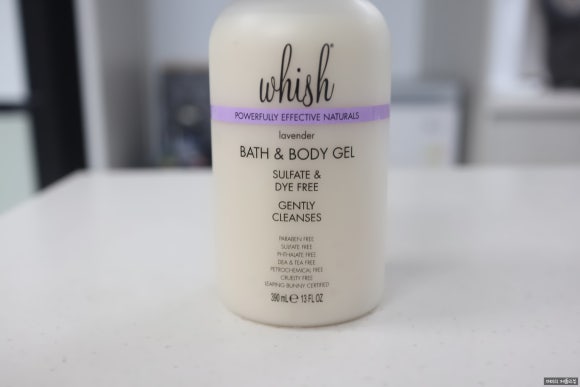 whish®
POWERFULLY EFFECTIVE NATURALS
lavender
BATH & BODY GEL
SULFATE &
DYE FREE
GENTLY
CLEANSES
PARABEN FREE
SULFATE FREE
PHTHALATE FREE
DEA & TEA FREE
PETROCHEMICAL FREE
CRUELTY FREE
LEAPING BUNNY CERTIFIED
390 mL ℮ 13 FL OZ